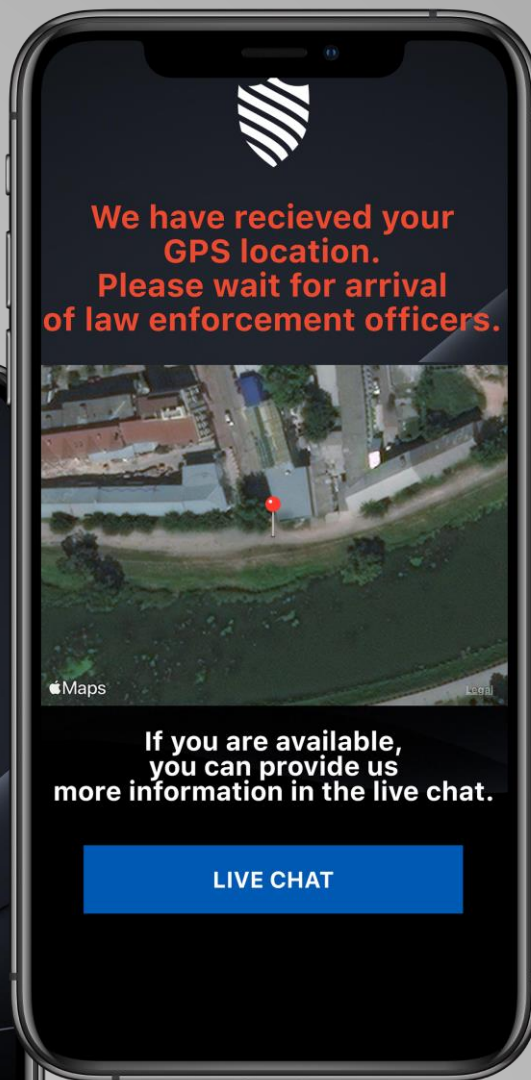 We have recieved your
GPS location.
Please wait for arrival
of law enforcement officers.
Maps
Legal
If you are available,
you can provide us
more information in the live chat.
LIVE CHAT